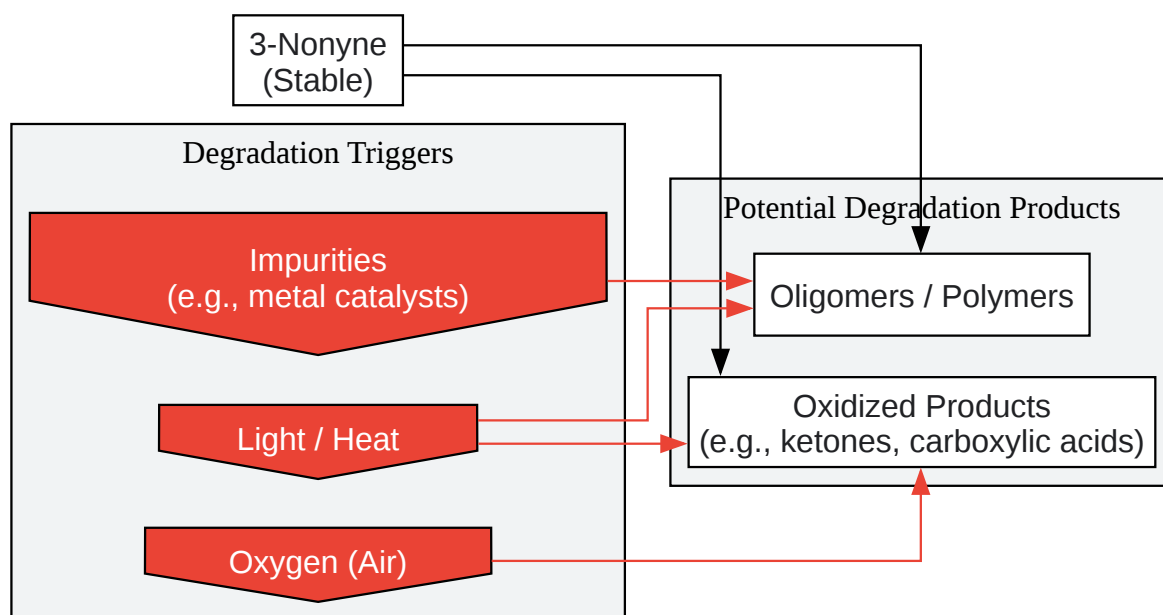 3-Nonyne
(Stable)
Degradation Triggers
Impurities
(e.g., metal catalysts)
Light / Heat
Oxygen (Air)
Potential Degradation Products
Oligomers / Polymers
Oxidized Products
(e.g., ketones, carboxylic acids)